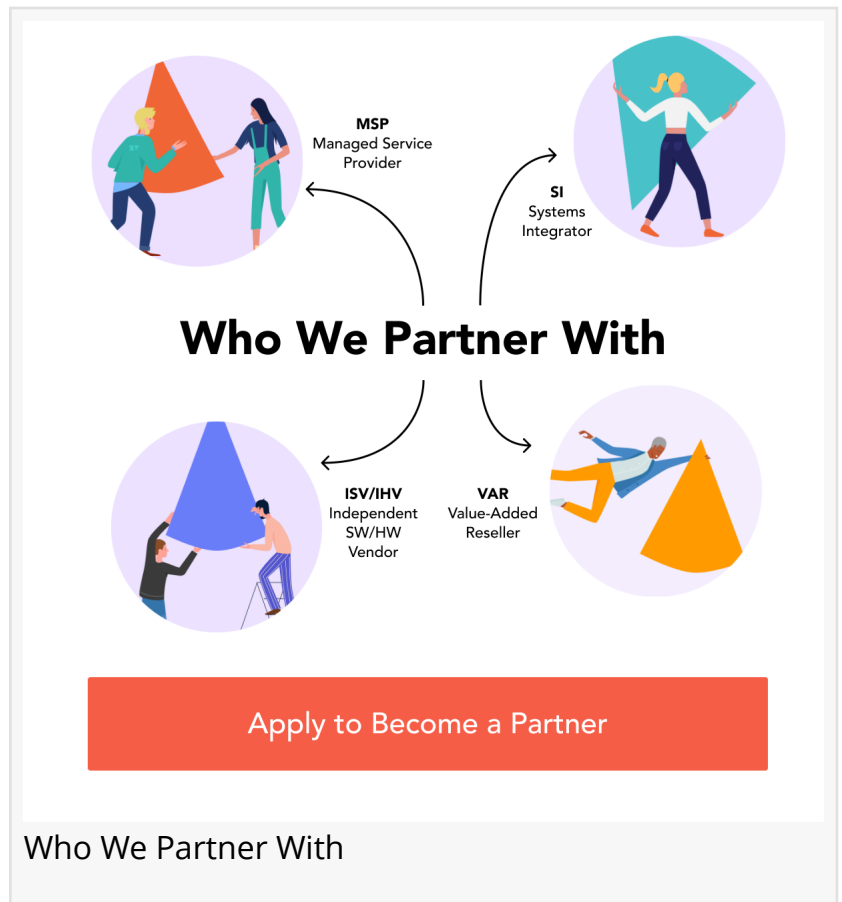 MSP
Managed Service
Provider
SI
Systems
Integrator
Who We Partner With
ISV/IHV
Independent
SW/HW
Vendor
VAR
Value-Added
Reseller
Apply to Become a Partner
Who We Partner With